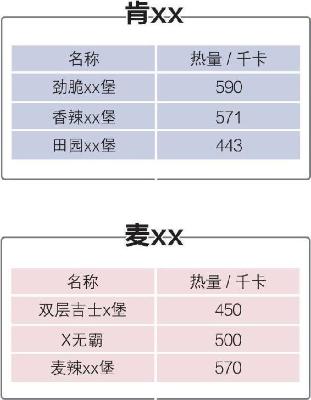 肯xx
名称 热量 / 千卡
劲脆xx堡 590
香辣xx堡 571
田园xx堡 443
麦xx
名称 热量 / 千卡
双层吉士x堡 450
X无霸 500
麦辣xx堡 570